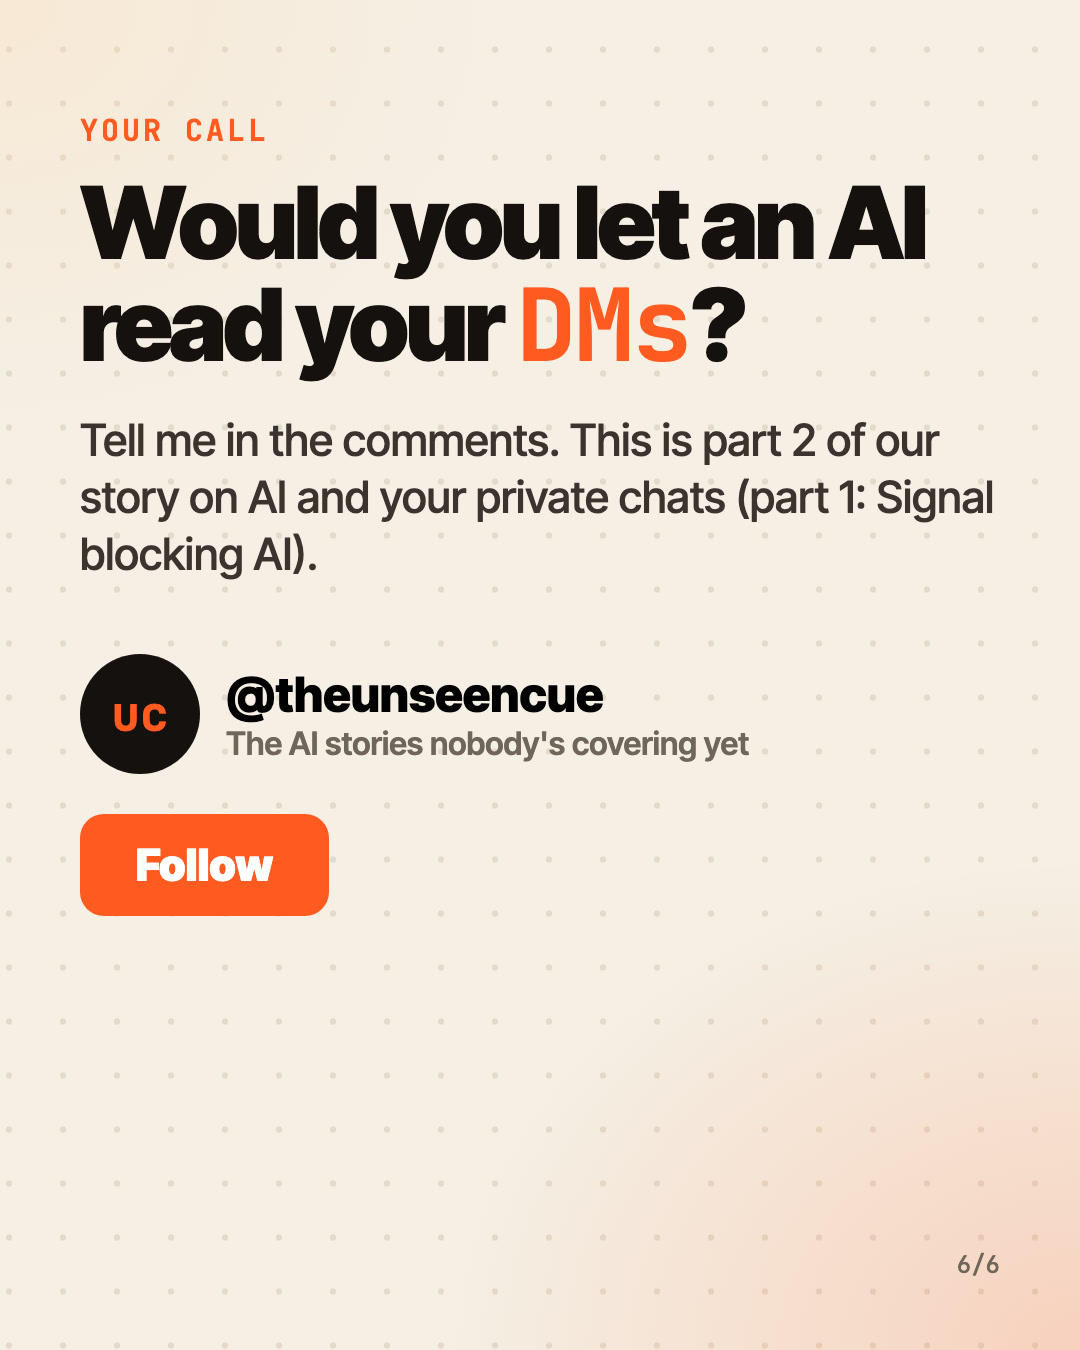 YOUR CALL
Would you let an AI
read your DMs?
Tell me in the comments. This is part 2 of our
story on AI and your private chats (part 1: Signal
blocking AI).
UC
@theunseencue
The AI stories nobody's covering yet
Follow
6/6